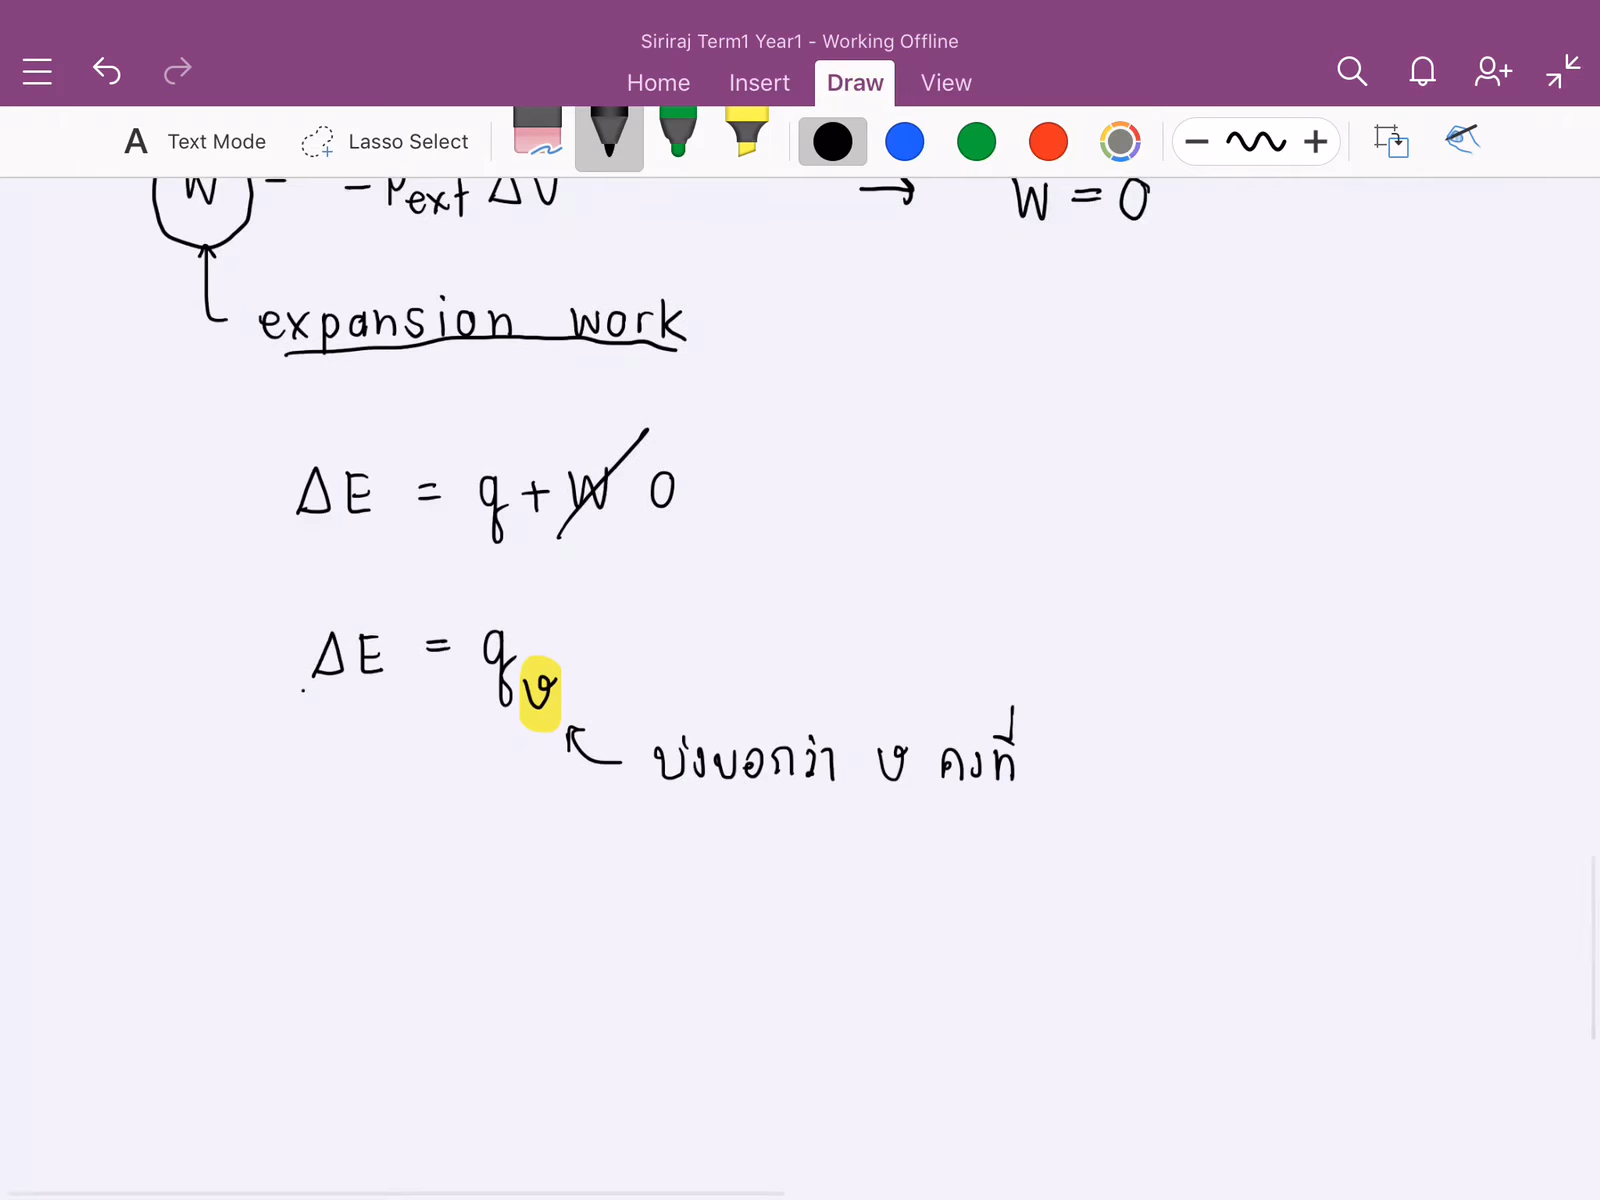 Siriraj Term1 Year1 - Working Offline
Home Insert Draw View
A Text Mode Lasso Select
W = - Pext ΔV → W = 0
expansion work
ΔE = q + W 0
ΔE = qv
บ่งบอกว่า v คงที่